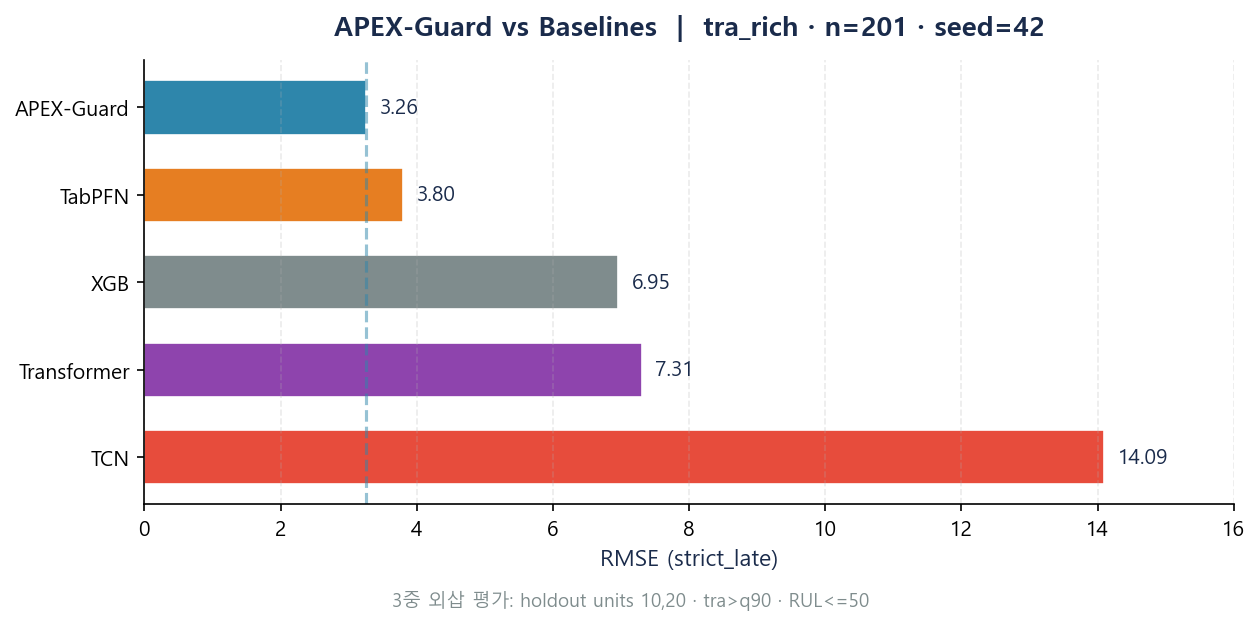 APEX-Guard vs Baselines | tra_rich · n=201 · seed=42
APEX-Guard
3.26
TabPFN
3.80
XGB
6.95
Transformer
7.31
TCN
14.09
0 2 4 6 8 10 12 14 16
RMSE (strict_late)
3중 외삽 평가: holdout units 10,20 · tra>q90 · RUL<=50